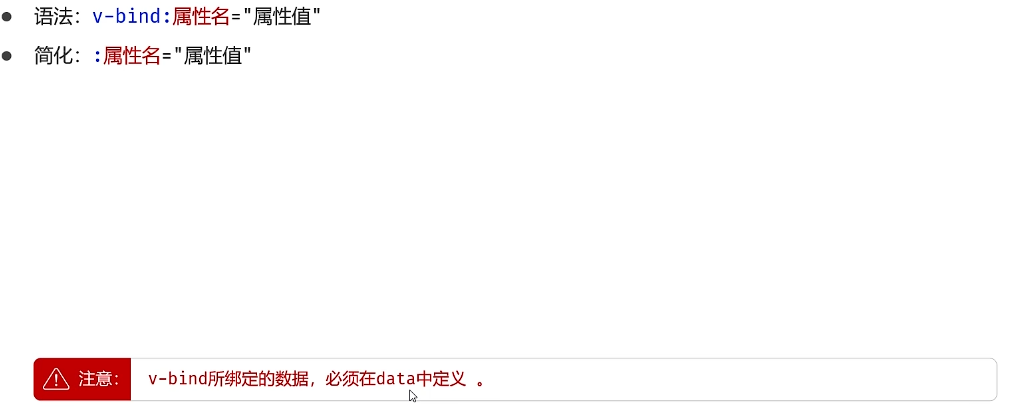 ● 语法：v-bind:属性名="属性值"
● 简化：:属性名="属性值"
注意： v-bind所绑定的数据，必须在data中定义 。